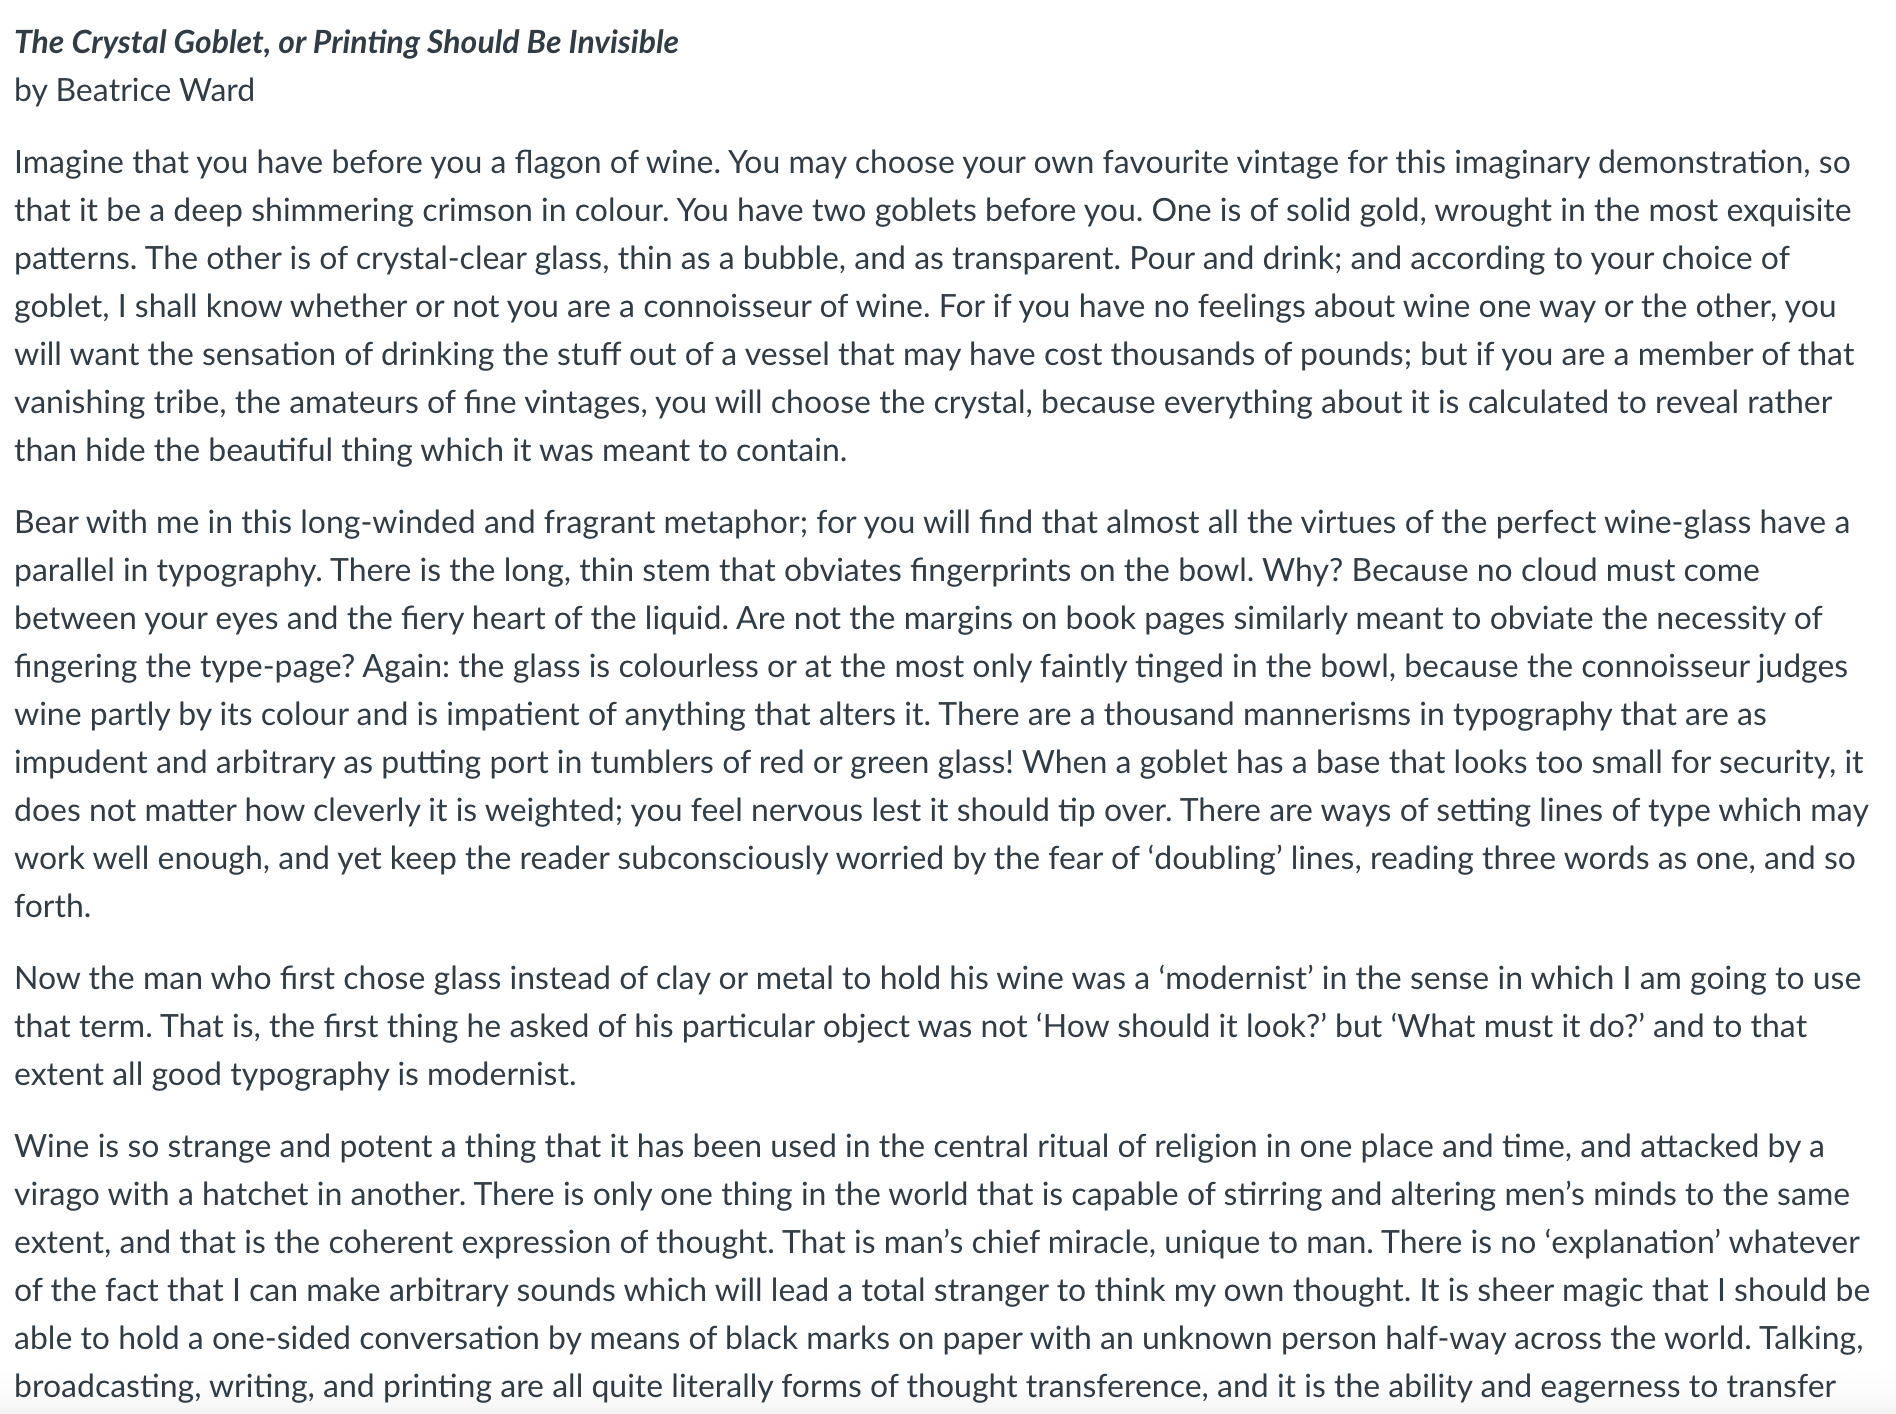 The Crystal Goblet, or Printing Should Be Invisible
by Beatrice Ward
Imagine that you have before you a flagon of wine. You may choose your own favourite vintage for this imaginary demonstration, so
that it be a deep shimmering crimson in colour. You have two goblets before you. One is of solid gold, wrought in the most exquisite
patterns. The other is of crystal-clear glass, thin as a bubble, and as transparent. Pour and drink; and according to your choice of
goblet, I shall know whether or not you are a connoisseur of wine. For if you have no feelings about wine one way or the other, you
will want the sensation of drinking the stuff out of a vessel that may have cost thousands of pounds; but if you are a member of that
vanishing tribe, the amateurs of fine vintages, you will choose the crystal, because everything about it is calculated to reveal rather
than hide the beautiful thing which it was meant to contain.
Bear with me in this long-winded and fragrant metaphor; for you will find that almost all the virtues of the perfect wine-glass have a
parallel in typography. There is the long, thin stem that obviates fingerprints on the bowl. Why? Because no cloud must come
between your eyes and the fiery heart of the liquid. Are not the margins on book pages similarly meant to obviate the necessity of
fingering the type-page? Again: the glass is colourless or at the most only faintly tinged in the bowl, because the connoisseur judges
wine partly by its colour and is impatient of anything that alters it. There are a thousand mannerisms in typography that are as
impudent and arbitrary as putting port in tumblers of red or green glass! When a goblet has a base that looks too small for security, it
does not matter how cleverly it is weighted; you feel nervous lest it should tip over. There are ways of setting lines of type which may
work well enough, and yet keep the reader subconsciously worried by the fear of ‘doubling’ lines, reading three words as one, and so
forth.
Now the man who first chose glass instead of clay or metal to hold his wine was a ‘modernist’ in the sense in which I am going to use
that term. That is, the first thing he asked of his particular object was not ‘How should it look?’ but ‘What must it do?’ and to that
extent all good typography is modernist.
Wine is so strange and potent a thing that it has been used in the central ritual of religion in one place and time, and attacked by a
virago with a hatchet in another. There is only one thing in the world that is capable of stirring and altering men’s minds to the same
extent, and that is the coherent expression of thought. That is man’s chief miracle, unique to man. There is no ‘explanation’ whatever
of the fact that I can make arbitrary sounds which will lead a total stranger to think my own thought. It is sheer magic that I should be
able to hold a one-sided conversation by means of black marks on paper with an unknown person half-way across the world. Talking,
broadcasting, writing, and printing are all quite literally forms of thought transference, and it is the ability and eagerness to transfer